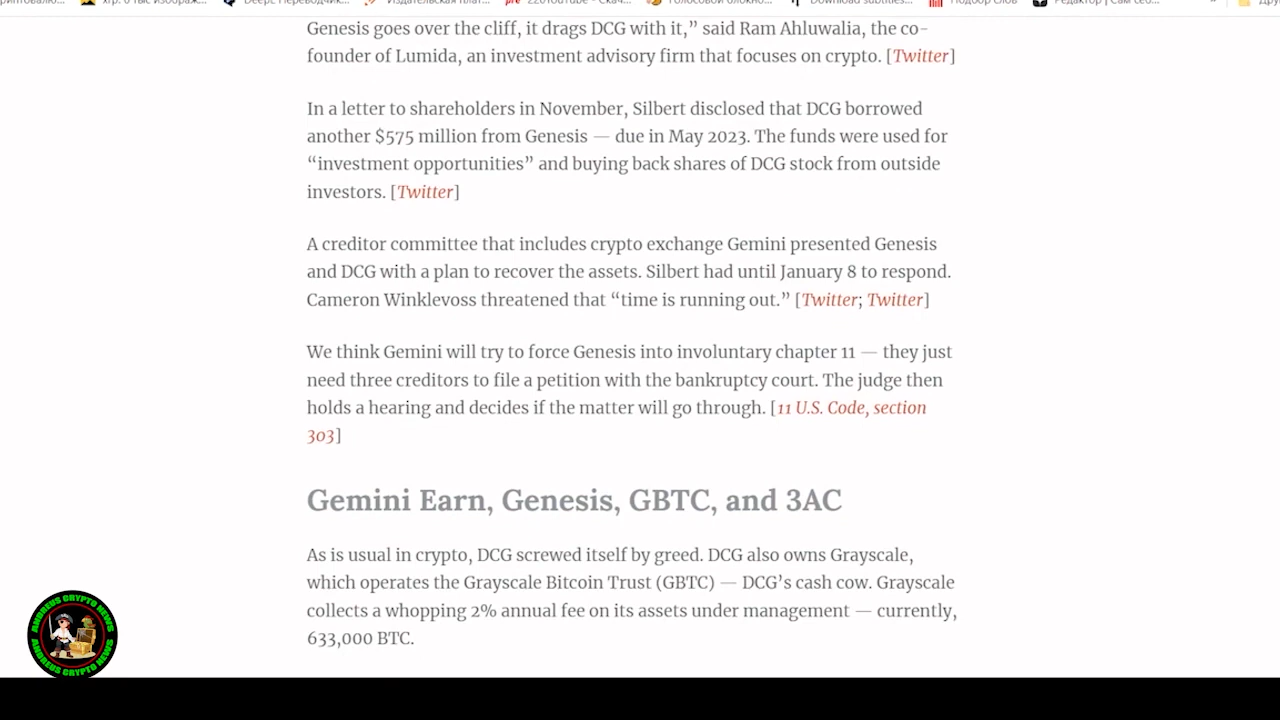 Genesis goes over the cliff, it drags DCG with it,” said Ram Ahluwalia, the co-
founder of Lumida, an investment advisory firm that focuses on crypto. [Twitter]
In a letter to shareholders in November, Silbert disclosed that DCG borrowed
another $575 million from Genesis — due in May 2023. The funds were used for
“investment opportunities” and buying back shares of DCG stock from outside
investors. [Twitter]
A creditor committee that includes crypto exchange Gemini presented Genesis
and DCG with a plan to recover the assets. Silbert had until January 8 to respond.
Cameron Winklevoss threatened that “time is running out.” [Twitter; Twitter]
We think Gemini will try to force Genesis into involuntary chapter 11 — they just
need three creditors to file a petition with the bankruptcy court. The judge then
holds a hearing and decides if the matter will go through. [11 U.S. Code, section
303]
Gemini Earn, Genesis, GBTC, and 3AC
As is usual in crypto, DCG screwed itself by greed. DCG also owns Grayscale,
which operates the Grayscale Bitcoin Trust (GBTC) — DCG’s cash cow. Grayscale
collects a whopping 2% annual fee on its assets under management — currently,
633,000 BTC.
ANDREUS CRYPTO NEWS
ANDREUS CRYPTO NEWS